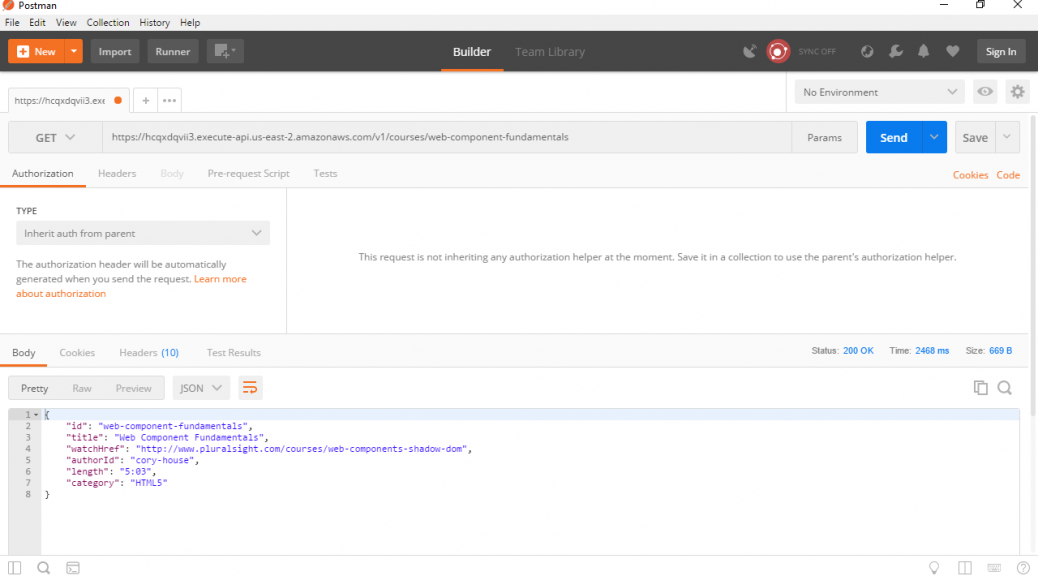 Postman
File Edit View Collection History Help
New Import Runner Builder Team Library SYNC OFF Sign In
https://hcqxdqvii3.exe + ••• No Environment
GET https://hcqxdqvii3.execute-api.us-east-2.amazonaws.com/v1/courses/web-component-fundamentals Params Send Save
Authorization Headers Body Pre-request Script Tests Cookies Code
TYPE
Inherit auth from parent
The authorization header will be automatically
generated when you send the request. Learn more
about authorization
This request is not inheriting any authorization helper at the moment. Save it in a collection to use the parent's authorization helper.
Body Cookies Headers (10) Test Results Status: 200 OK Time: 2468 ms Size: 669 B
Pretty Raw Preview JSON
1 {
2 "id": "web-component-fundamentals",
3 "title": "Web Component Fundamentals",
4 "watchHref": "http://www.pluralsight.com/courses/web-components-shadow-dom",
5 "authorId": "cory-house",
6 "length": "5:03",
7 "category": "HTML5"
8 }